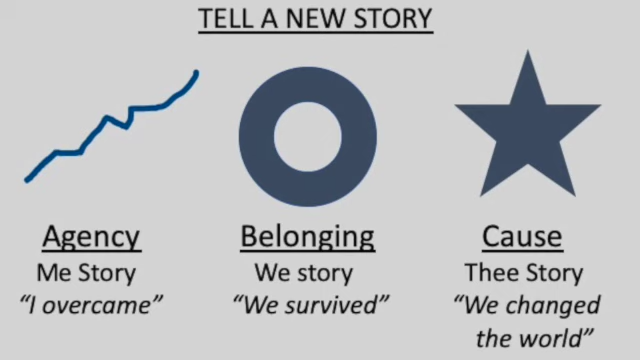 TELL A NEW STORY
Agency
Me Story
“I overcame”
Belonging
We story
“We survived”
Cause
Thee Story
“We changed
the world”